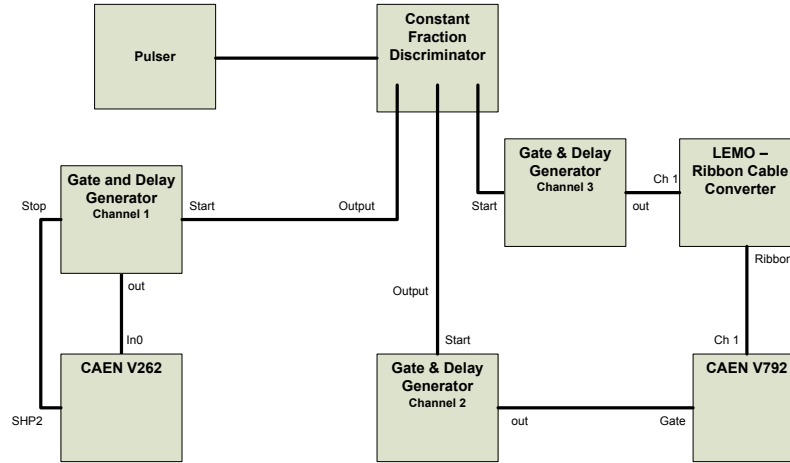 Pulser
Constant
Fraction
Discriminator
Gate and Delay
Generator
Channel 1
Stop
Start
Output
out
In0
CAEN V262
SHP2
Output
Start
Gate & Delay
Generator
Channel 2
out
Gate
Gate & Delay
Generator
Channel 3
Start
out
Ch 1
LEMO –
Ribbon Cable
Converter
Ribbon
Ch 1
CAEN V792